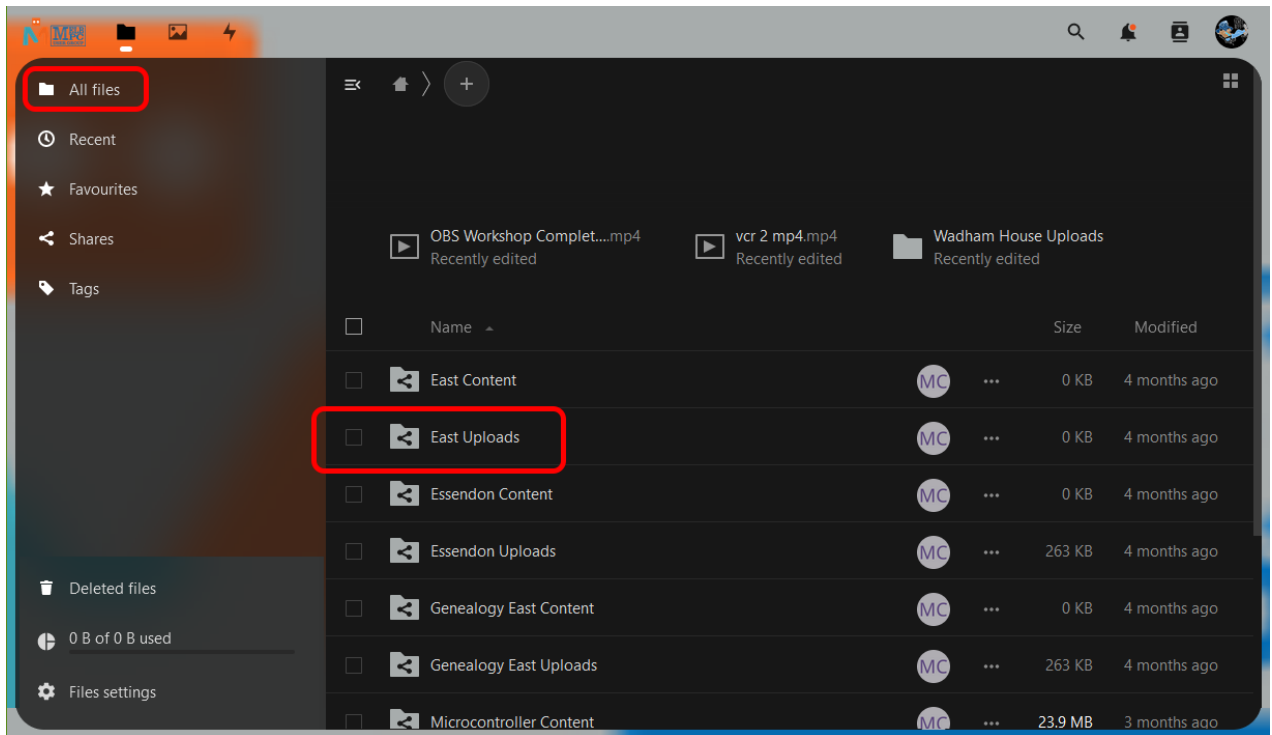 All files
Recent
Favourites
Shares
Tags
Deleted files
0 B of 0 B used
Files settings
OBS Workshop Complet....mp4
Recently edited
vcr 2 mp4.mp4
Recently edited
Wadham House Uploads
Recently edited
Name Size Modified
East Content MC 0 KB 4 months ago
East Uploads MC 0 KB 4 months ago
Essendon Content MC 0 KB 4 months ago
Essendon Uploads MC 263 KB 4 months ago
Genealogy East Content MC 0 KB 4 months ago
Genealogy East Uploads MC 263 KB 4 months ago
Microcontroller Content MC 23.9 MB 3 months ago